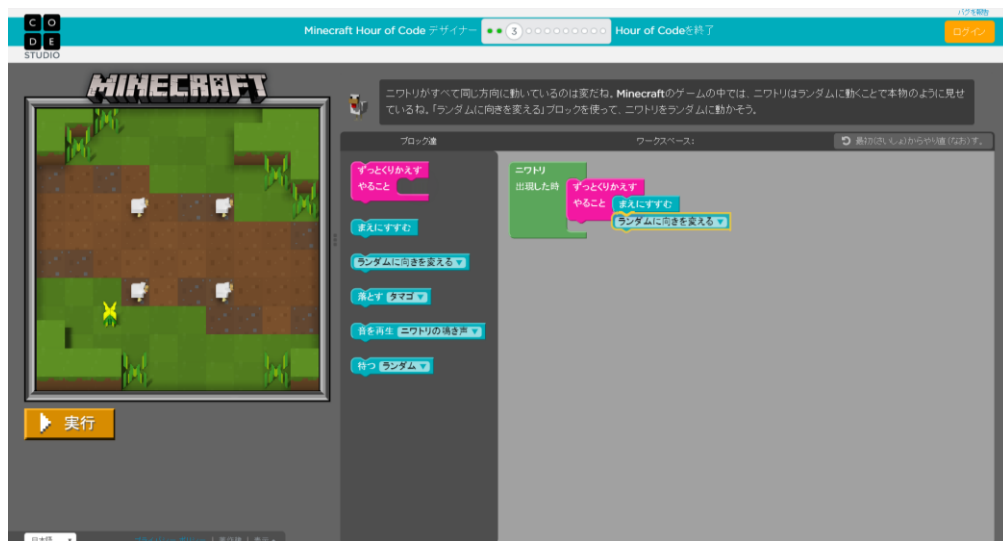 バグを報告
C O
D E
STUDIO
Minecraft Hour of Code デザイナー 3 Hour of Codeを終了
ログイン
MINECRAFT
ニワトリがすべて同じ方向に動いているのは変だね。Minecraftのゲームの中では、ニワトリはランダムに動くことで本物のように見せ
ているね。「ランダムに向きを変える」ブロックを使って、ニワトリをランダムに動かそう。
ブロック達
ワークスペース:
最初(さいしょ)からやり直(なお)す。
ずっとくりかえす
やること
まえにすすむ
ランダムに向きを変える
落とす タマゴ
音を再生 ニワトリの鳴き声
待つ ランダム
ニワトリ
出現した時
ずっとくりかえす
やること
まえにすすむ
ランダムに向きを変える
実行
日本語